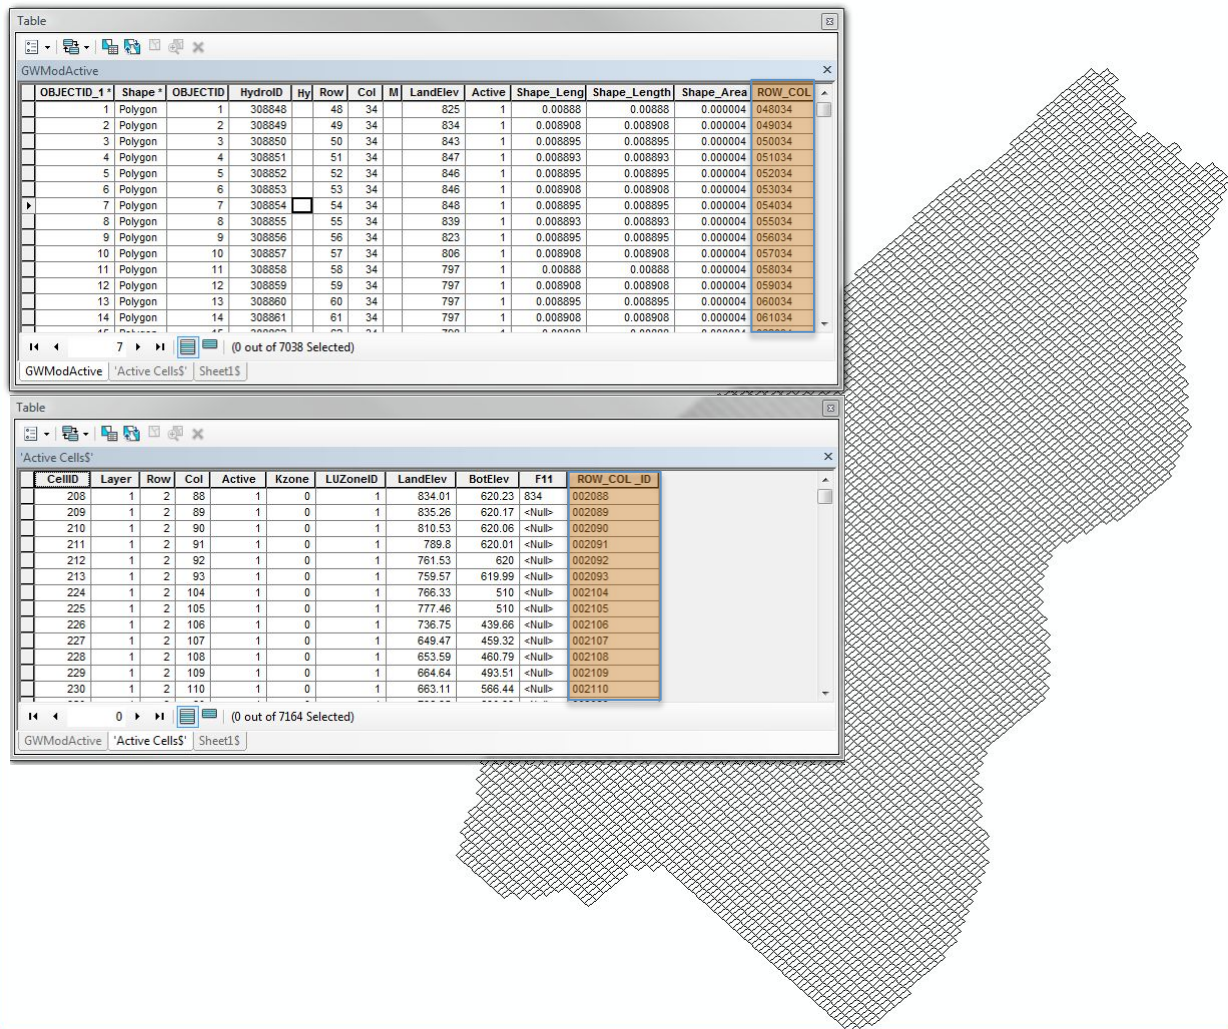 Table
GWModActive
OBJECTID_1 * Shape * OBJECTID HydroID Hy Row Col M LandElev Active Shape_Leng Shape_Length Shape_Area ROW_COL
1 Polygon 1 308848 48 34 825 1 0.00888 0.00888 0.000004 048034
2 Polygon 2 308849 49 34 834 1 0.008908 0.008908 0.000004 049034
3 Polygon 3 308850 50 34 843 1 0.008895 0.008895 0.000004 050034
4 Polygon 4 308851 51 34 847 1 0.008893 0.008893 0.000004 051034
5 Polygon 5 308852 52 34 846 1 0.008895 0.008895 0.000004 052034
6 Polygon 6 308853 53 34 846 1 0.008908 0.008908 0.000004 053034
7 Polygon 7 308854 54 34 848 1 0.008895 0.008895 0.000004 054034
8 Polygon 8 308855 55 34 839 1 0.008893 0.008893 0.000004 055034
9 Polygon 9 308856 56 34 823 1 0.008895 0.008895 0.000004 056034
10 Polygon 10 308857 57 34 806 1 0.008895 0.008895 0.000004 057034
11 Polygon 11 308858 58 34 797 1 0.00888 0.00888 0.000004 058034
12 Polygon 12 308859 59 34 797 1 0.008908 0.008908 0.000004 059034
13 Polygon 13 308860 60 34 797 1 0.008895 0.008895 0.000004 060034
14 Polygon 14 308861 61 34 797 1 0.008908 0.008908 0.000004 061034
7 (0 out of 7038 Selected)
GWModActive 'Active Cells$' Sheet1$
Table
'Active Cells$'
CellID Layer Row Col Active Kzone LUZoneID LandElev BotElev F11 ROW_COL _ID
208 1 2 88 1 0 1 834.01 620.23 834 002088
209 1 2 89 1 0 1 835.26 620.17 <Null> 002089
210 1 2 90 1 0 1 810.53 620.06 <Null> 002090
211 1 2 91 1 0 1 789.8 620.01 <Null> 002091
212 1 2 92 1 0 1 761.53 620 <Null> 002092
213 1 2 93 1 0 1 759.57 619.99 <Null> 002093
224 1 2 104 1 0 1 766.33 510 <Null> 002104
225 1 2 105 1 0 1 777.46 510 <Null> 002105
226 1 2 106 1 0 1 736.75 439.66 <Null> 002106
227 1 2 107 1 0 1 649.47 459.32 <Null> 002107
228 1 2 108 1 0 1 653.59 460.79 <Null> 002108
229 1 2 109 1 0 1 664.64 493.51 <Null> 002109
230 1 2 110 1 0 1 663.11 566.44 <Null> 002110
0 (0 out of 7164 Selected)
GWModActive 'Active Cells$' Sheet1$